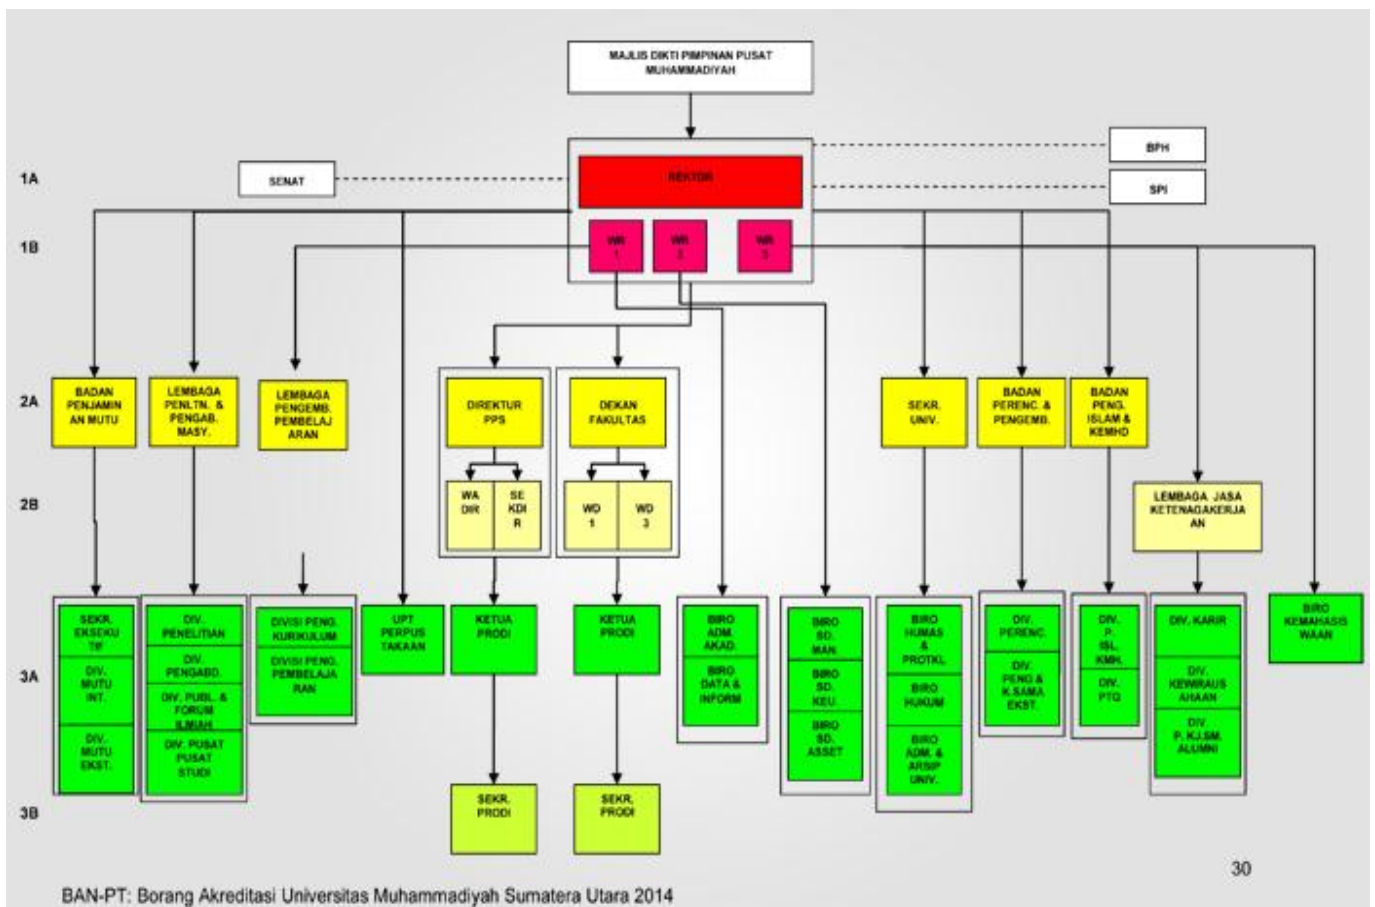 MAJLIS DIKTI PIMPINAN PUSAT
MUHAMMADIYAH
BPH
1A
SENAT
REKTOR
SPI
1B
WR
1
WR
2
WR
3
2A
BADAN
PENJAMIN
AN MUTU
LEMBAGA
PENLTN. &
PENGAB.
MASY.
LEMBAGA
PENGEMB.
PEMBELAJ
ARAN
DIREKTUR
PPS
DEKAN
FAKULTAS
SEKR.
UNIV.
BADAN
PERENC. &
PENGEMB.
BADAN
PENG.
ISLAM &
KEMHD
2B
WA
DIR
SE
KDI
R
WD
1
WD
3
LEMBAGA JASA
KETENAGAKERJA
AN
3A
SEKR.
EKSEKU
TIF
DIV.
MUTU
INT.
DIV.
MUTU
EKST.
DIV.
PENELITIAN
DIV.
PENGABD.
DIV. PUBL. &
FORUM
ILMIAH
DIV. PUSAT
PUSAT
STUDI
DIVISI PENG.
KURIKULUM
DIVISI PENG.
PEMBELAJA
RAN
UPT
PERPUS
TAKAAN
KETUA
PRODI
KETUA
PRODI
BIRO
ADM.
AKAD.
BIRO
DATA &
INFORM
BIRO
SD.
MAN.
BIRO
SD.
KEU.
BIRO
SD.
ASSET
BIRO
HUMAS
&
PROTKL
BIRO
HUKUM
BIRO
ADM. &
ARSIP
UNIV.
DIV.
PERENC.
DIV.
PENG &
K.SAMA
EKST.
DIV.
P.
ISL.
KMH.
DIV.
PTQ
DIV. KARIR
DIV.
KEWIRAUS
AHAAN
DIV.
P. KJ.SM.
ALUMNI
BIRO
KEMAHASIS
WAAN
3B
SEKR.
PRODI
SEKR.
PRODI
30
BAN-PT: Borang Akreditasi Universitas Muhammadiyah Sumatera Utara 2014